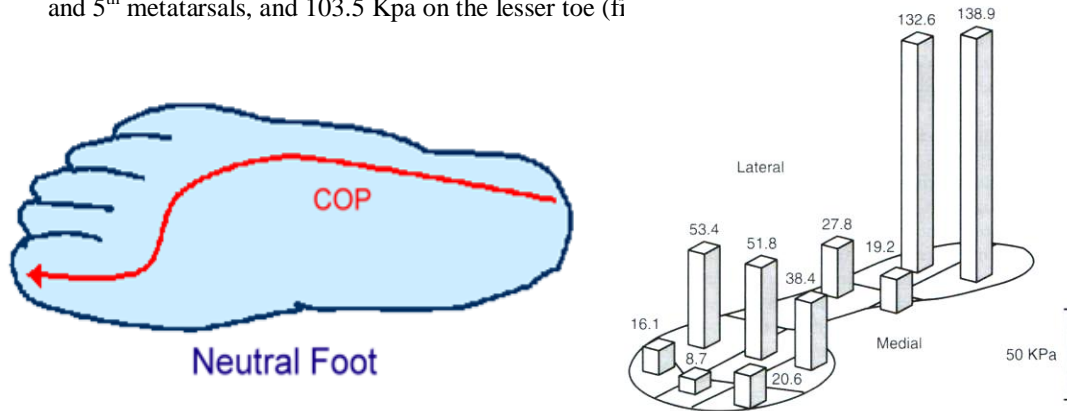 and 5th metatarsals, and 103.5 Kpa on the lesser toe (fi
132.6 138.9
Lateral
COP
53.4
51.8
27.8
19.2
38.4
16.1
8.7
20.6
Medial
50 KPa
Neutral Foot